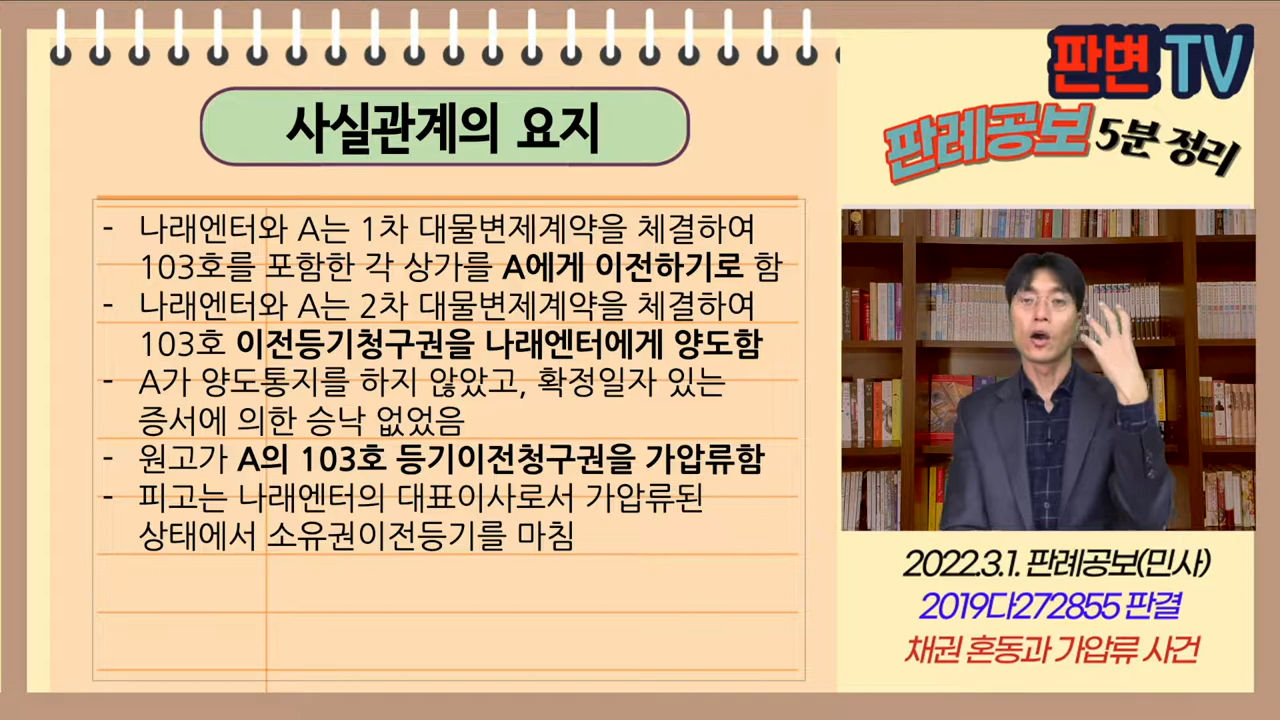 사실관계의 요지
- 나래엔터와 A는 1차 대물변제계약을 체결하여
103호를 포함한 각 상가를 A에게 이전하기로 함
- 나래엔터와 A는 2차 대물변제계약을 체결하여
103호 이전등기청구권을 나래엔터에게 양도함
- A가 양도통지를 하지 않았고, 확정일자 있는
증서에 의한 승낙 없었음
- 원고가 A의 103호 등기이전청구권을 가압류함
- 피고는 나래엔터의 대표이사로서 가압류된
상태에서 소유권이전등기를 마침
판변 TV
판례공보 5분 정리
2022.3.1. 판례공보(민사)
2019다272855 판결
채권 혼동과 가압류 사건